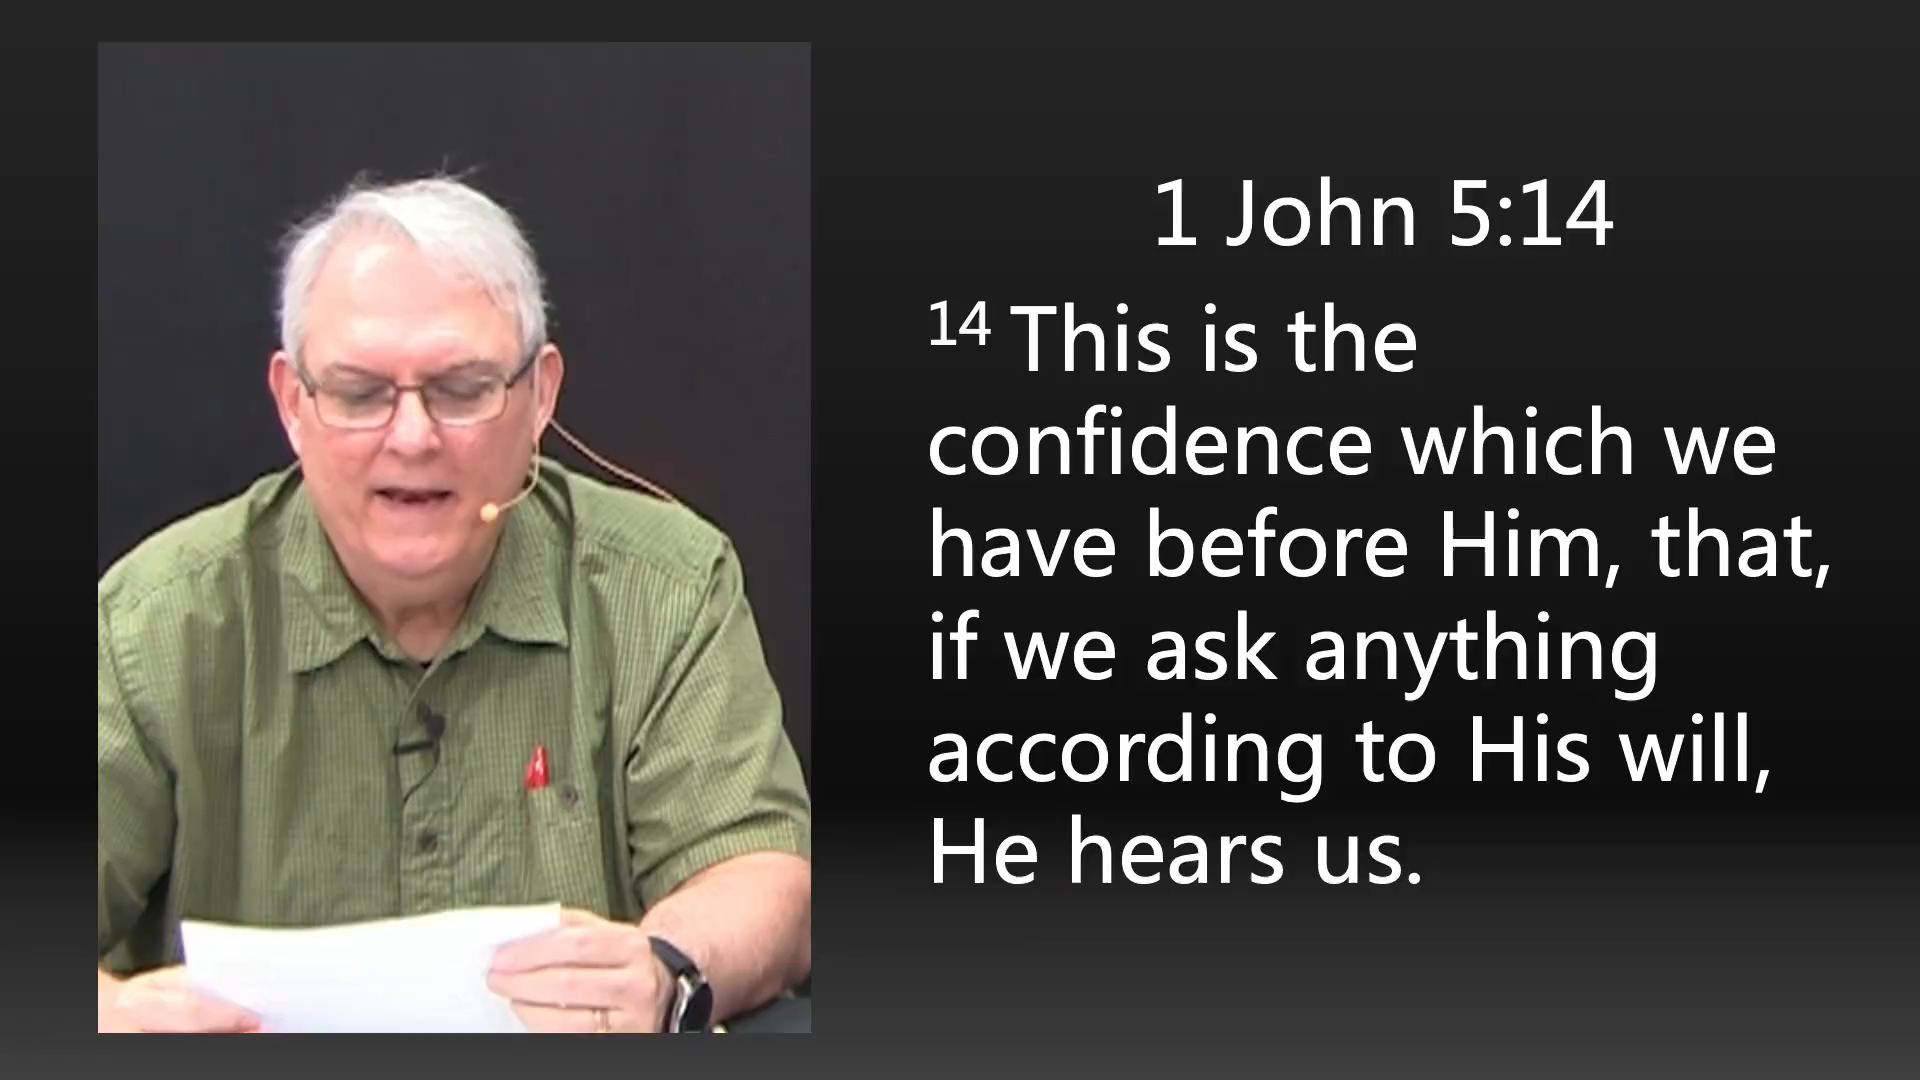 1 John 5:14
14 This is the
confidence which we
have before Him, that,
if we ask anything
according to His will,
He hears us.